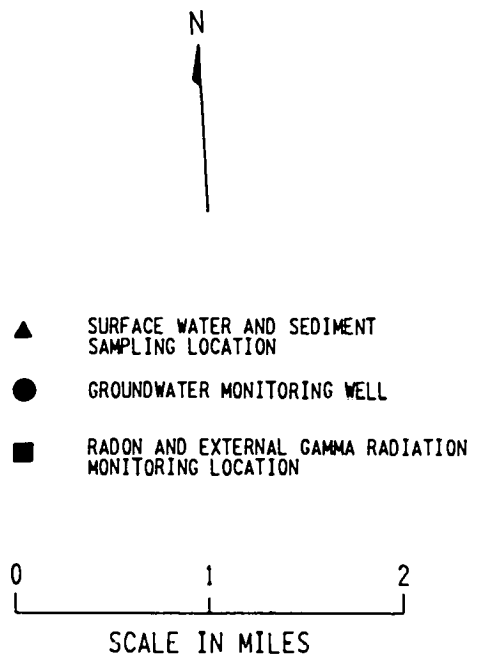 N
SURFACE WATER AND SEDIMENT
SAMPLING LOCATION
GROUNDWATER MONITORING WELL
RADON AND EXTERNAL GAMMA RADIATION
MONITORING LOCATION
0 1 2
SCALE IN MILES